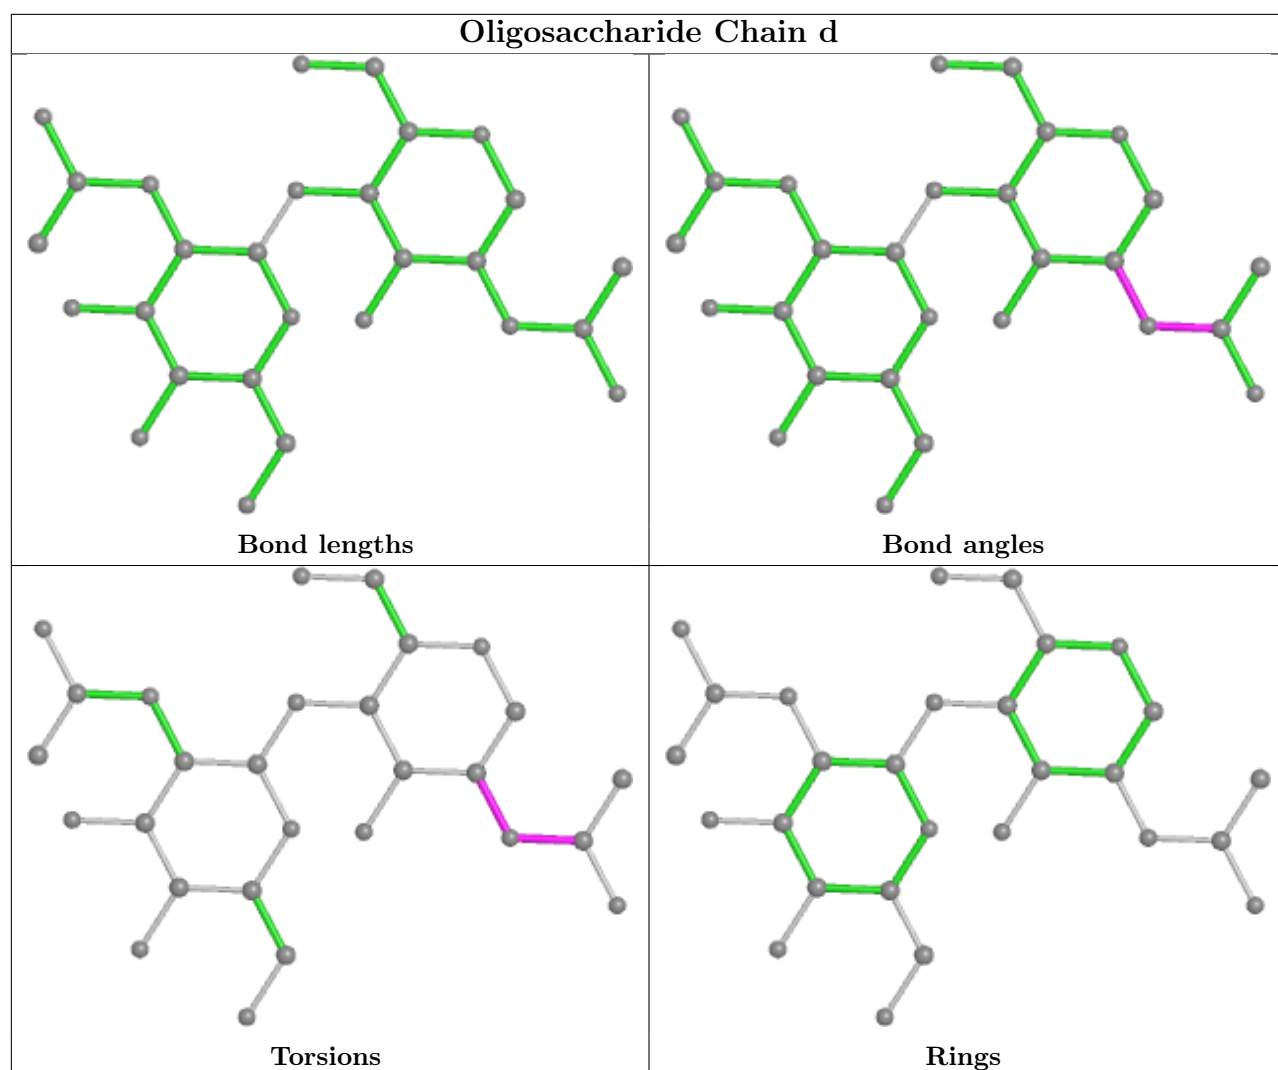 Oligosaccharide Chain d
Bond lengths
Bond angles
Torsions
Rings